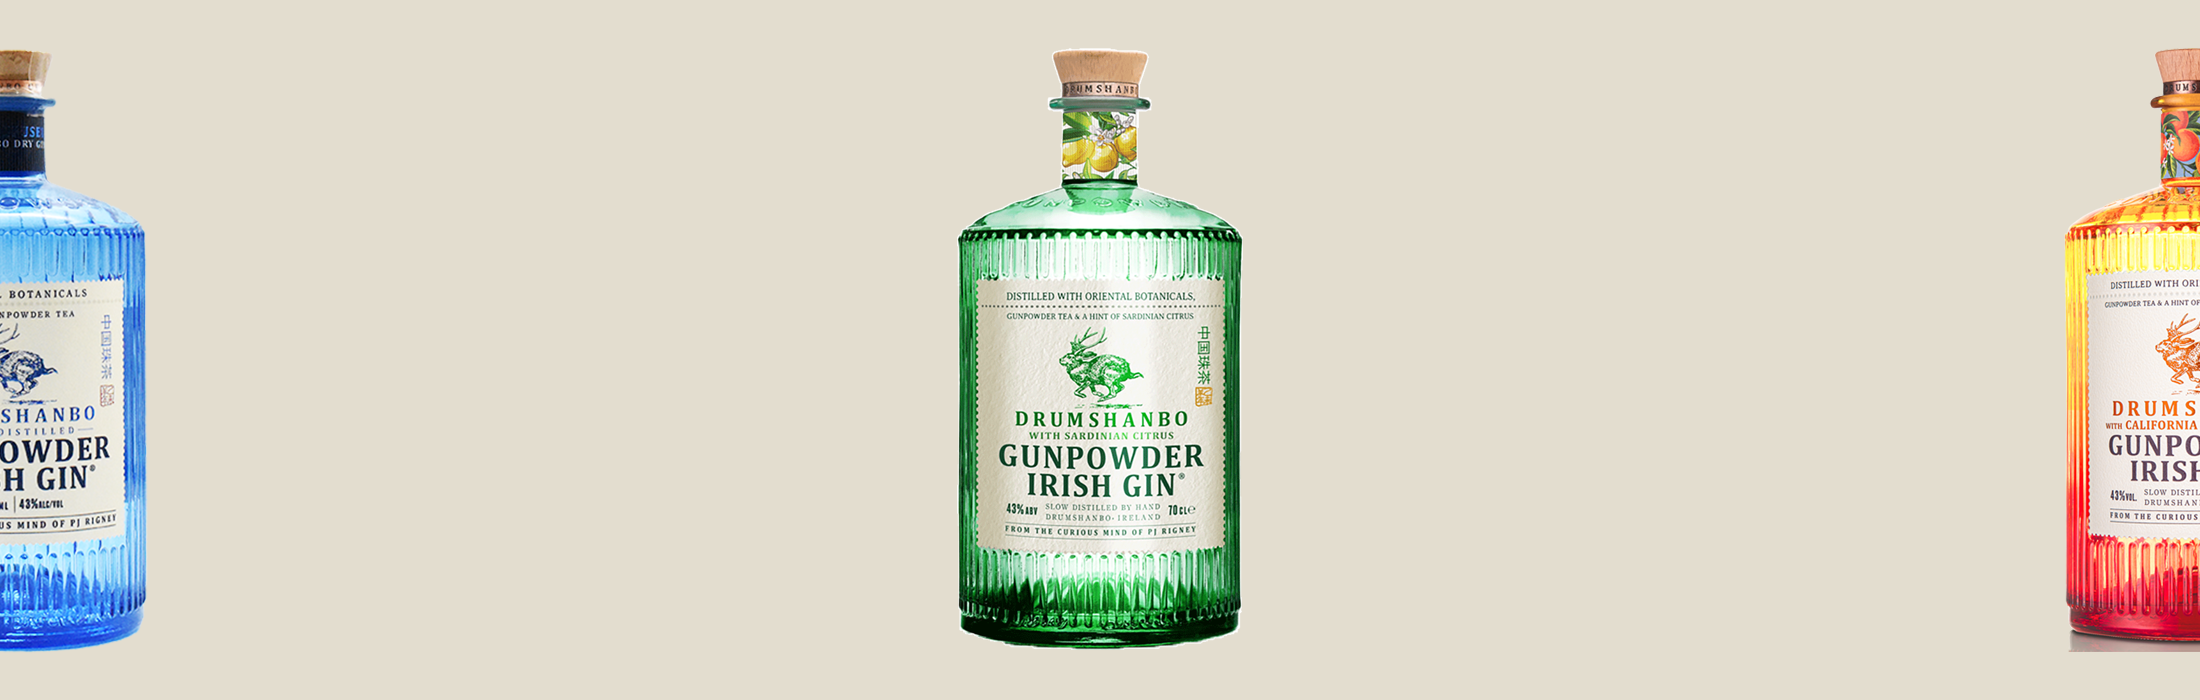 BOTANICALS
GUNPOWDER TEA
中国珠茶
SHANBO
DISTILLED
OWDER
SH GIN®
ML | 43% ALC/VOL
US MIND OF PJ RIGNEY
DRUMSHANBO
DISTILLED WITH ORIENTAL BOTANICALS,
GUNPOWDER TEA & A HINT OF SARDINIAN CITRUS
中国珠茶
DRUMSHANBO
WITH SARDINIAN CITRUS
GUNPOWDER
IRISH GIN®
43% ABV SLOW DISTILLED BY HAND 70 CL e
DRUMSHANBO · IRELAND
FROM THE CURIOUS MIND OF PJ RIGNEY
DISTILLED WITH ORI
GUNPOWDER TEA & A HINT OF
DRUMS
WITH CALIFORNIA
GUNPO
IRISH
43% VOL. SLOW DISTIL
DRUMSHAN
FROM THE CURIOUS